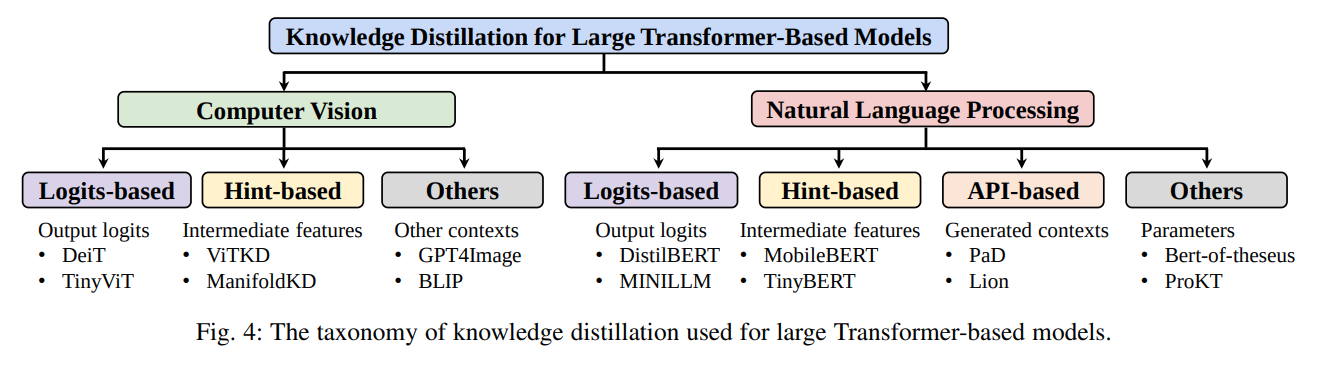 Knowledge Distillation for Large Transformer-Based Models
Computer Vision
Natural Language Processing
Logits-based
Hint-based
Others
Logits-based
Hint-based
API-based
Others
Output logits
• DeiT
• TinyViT
Intermediate features
• ViTKD
• ManifoldKD
Other contexts
• GPT4Image
• BLIP
Output logits
• DistilBERT
• MINILLM
Intermediate features
• MobileBERT
• TinyBERT
Generated contexts
• PaD
• Lion
Parameters
• Bert-of-theseus
• ProKT
Fig. 4: The taxonomy of knowledge distillation used for large Transformer-based models.